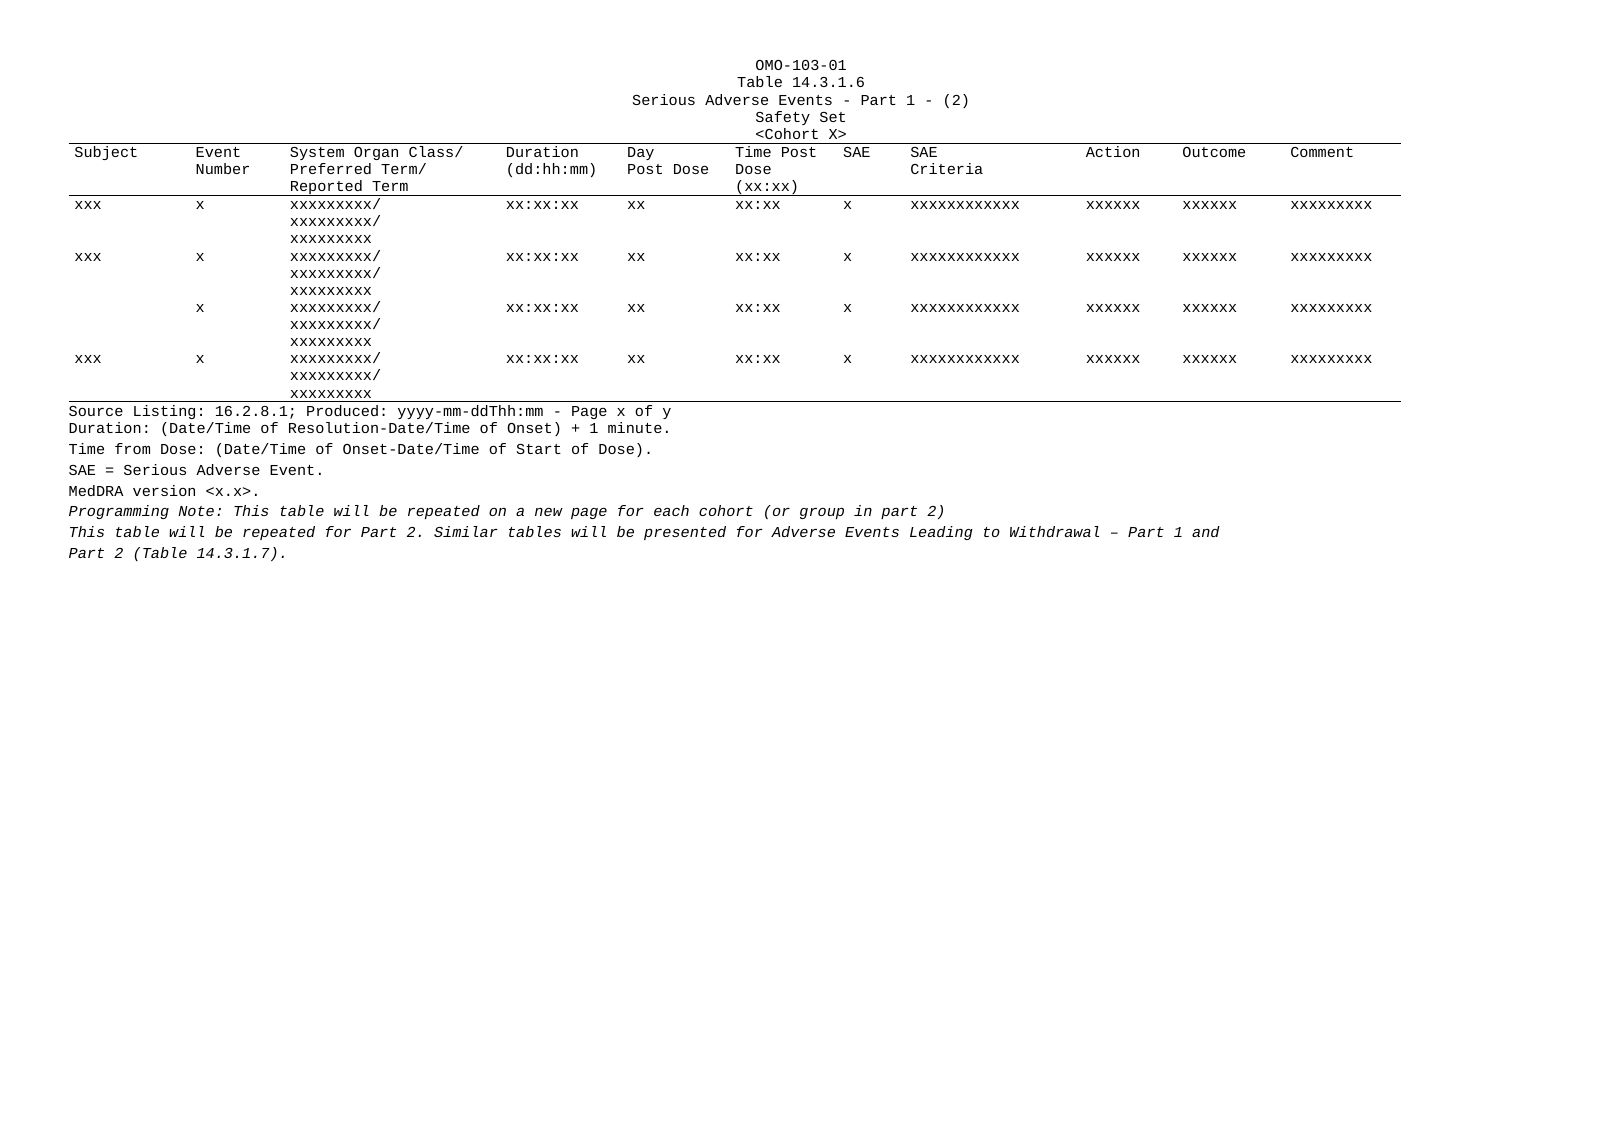 OMO-103-01
Table 14.3.1.6
Serious Adverse Events - Part 1 - (2)
Safety Set
<Cohort X>
Subject Event System Organ Class/ Duration Day Time Post SAE SAE Action Outcome Comment
Number Preferred Term/ (dd:hh:mm) Post Dose Dose Criteria
Reported Term (xx:xx)
xxx x xxxxxxxxx/ xx:xx:xx xx xx:xx x xxxxxxxxxxxx xxxxxx xxxxxx xxxxxxxxx
xxxxxxxxx/
xxxxxxxxx
xxx x xxxxxxxxx/ xx:xx:xx xx xx:xx x xxxxxxxxxxxx xxxxxx xxxxxx xxxxxxxxx
xxxxxxxxx/
xxxxxxxxx
x xxxxxxxxx/ xx:xx:xx xx xx:xx x xxxxxxxxxxxx xxxxxx xxxxxx xxxxxxxxx
xxxxxxxxx/
xxxxxxxxx
xxx x xxxxxxxxx/ xx:xx:xx xx xx:xx x xxxxxxxxxxxx xxxxxx xxxxxx xxxxxxxxx
xxxxxxxxx/
xxxxxxxxx
Source Listing: 16.2.8.1; Produced: yyyy-mm-ddThh:mm - Page x of y
Duration: (Date/Time of Resolution-Date/Time of Onset) + 1 minute.
Time from Dose: (Date/Time of Onset-Date/Time of Start of Dose).
SAE = Serious Adverse Event.
MedDRA version <x.x>.
Programming Note: This table will be repeated on a new page for each cohort (or group in part 2)
This table will be repeated for Part 2. Similar tables will be presented for Adverse Events Leading to Withdrawal – Part 1 and
Part 2 (Table 14.3.1.7).